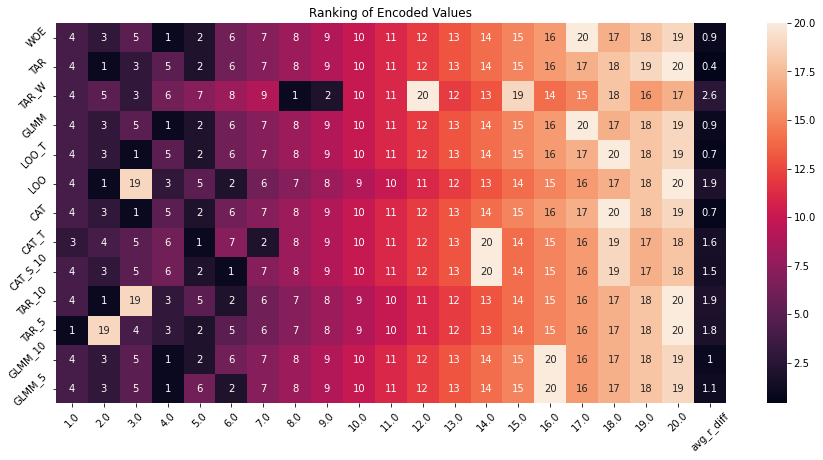 Ranking of Encoded Values
WOE 4 3 5 1 2 6 7 8 9 10 11 12 13 14 15 16 20 17 18 19 0.9
TAR 4 1 3 5 2 6 7 8 9 10 11 12 13 14 15 16 17 18 19 20 0.4
TAR_W 4 5 3 6 7 8 9 1 2 10 11 20 12 13 19 14 15 18 16 17 2.6
GLMM 4 3 5 1 2 6 7 8 9 10 11 12 13 14 15 16 20 17 18 19 0.9
LOO_T 4 3 1 5 2 6 7 8 9 10 11 12 13 14 15 16 17 20 18 19 0.7
LOO 4 1 19 3 5 2 6 7 8 9 10 11 12 13 14 15 16 17 18 20 1.9
CAT 4 3 1 5 2 6 7 8 9 10 11 12 13 14 15 16 17 20 18 19 0.7
CAT_T 3 4 5 6 1 7 2 8 9 10 11 12 13 20 14 15 16 19 17 18 1.6
CAT_S_10 4 3 5 6 2 1 7 8 9 10 11 12 13 20 14 15 16 19 17 18 1.5
TAR_10 4 1 19 3 5 2 6 7 8 9 10 11 12 13 14 15 16 17 18 20 1.9
TAR_5 1 19 4 3 2 5 6 7 8 9 10 11 12 13 14 15 16 17 18 20 1.8
GLMM_10 4 3 5 1 2 6 7 8 9 10 11 12 13 14 15 20 16 17 18 19 1
GLMM_5 4 3 5 1 6 2 7 8 9 10 11 12 13 14 15 20 16 17 18 19 1.1
1.0 2.0 3.0 4.0 5.0 6.0 7.0 8.0 9.0 10.0 11.0 12.0 13.0 14.0 15.0 16.0 17.0 18.0 19.0 20.0 avg_r_diff
20.0
17.5
15.0
12.5
10.0
7.5
5.0
2.5